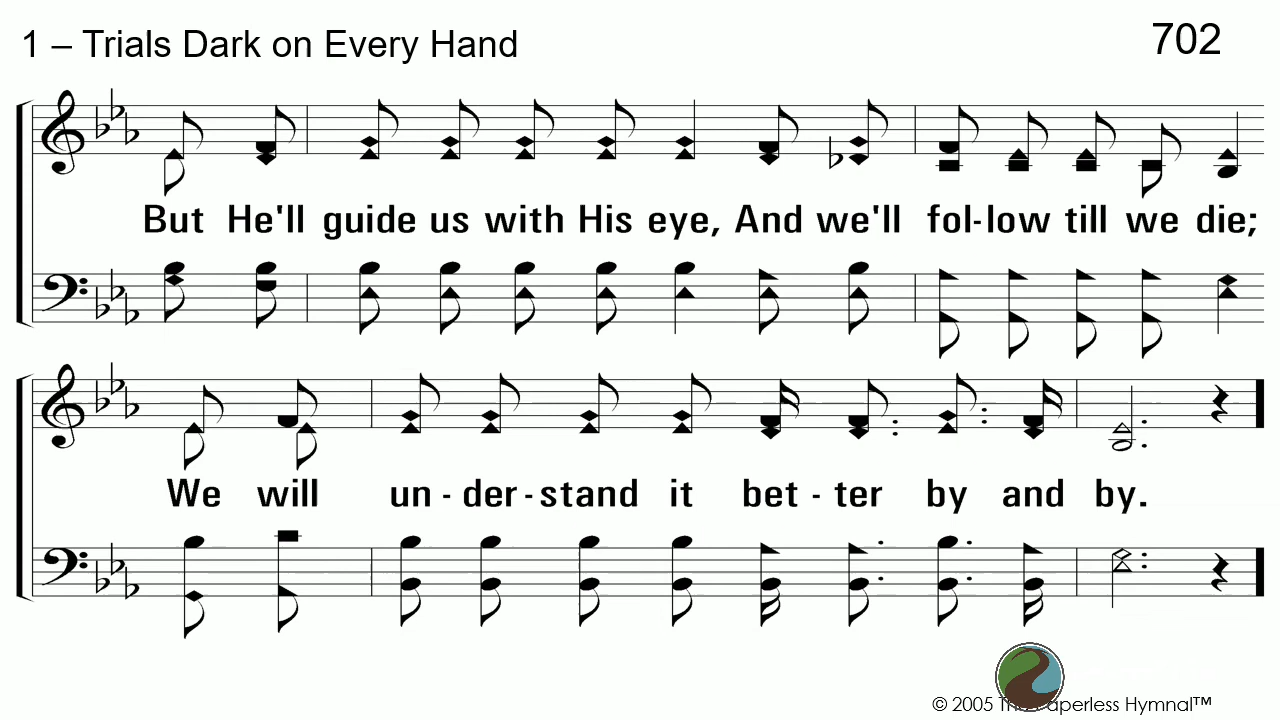 1 – Trials Dark on Every Hand
702
But He'll guide us with His eye, And we'll fol-low till we die;
We will un-der-stand it bet-ter by and by.
© 2005 The Paperless Hymnal™